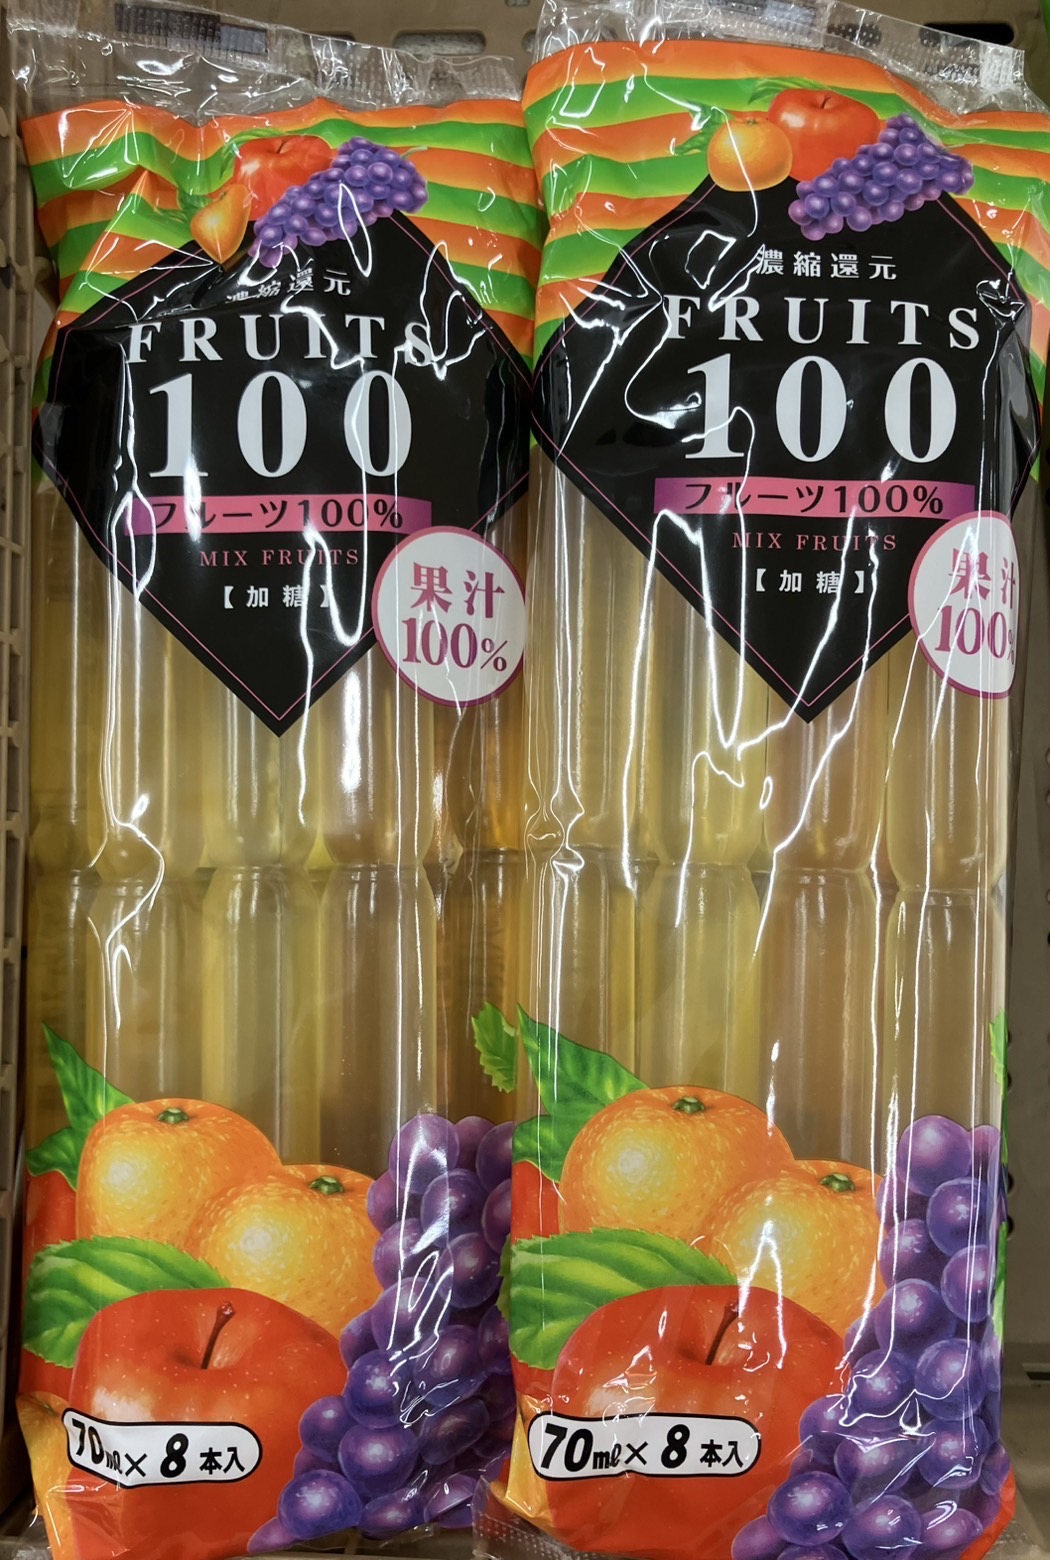 濃縮還元
FRUITS
100
フルーツ100%
MIX FRUITS
【加糖】
果汁
100%
70mℓ×8本入
濃縮還元
FRUITS
100
フルーツ100%
MIX FRUITS
【加糖】
果汁
100%
70mℓ×8本入